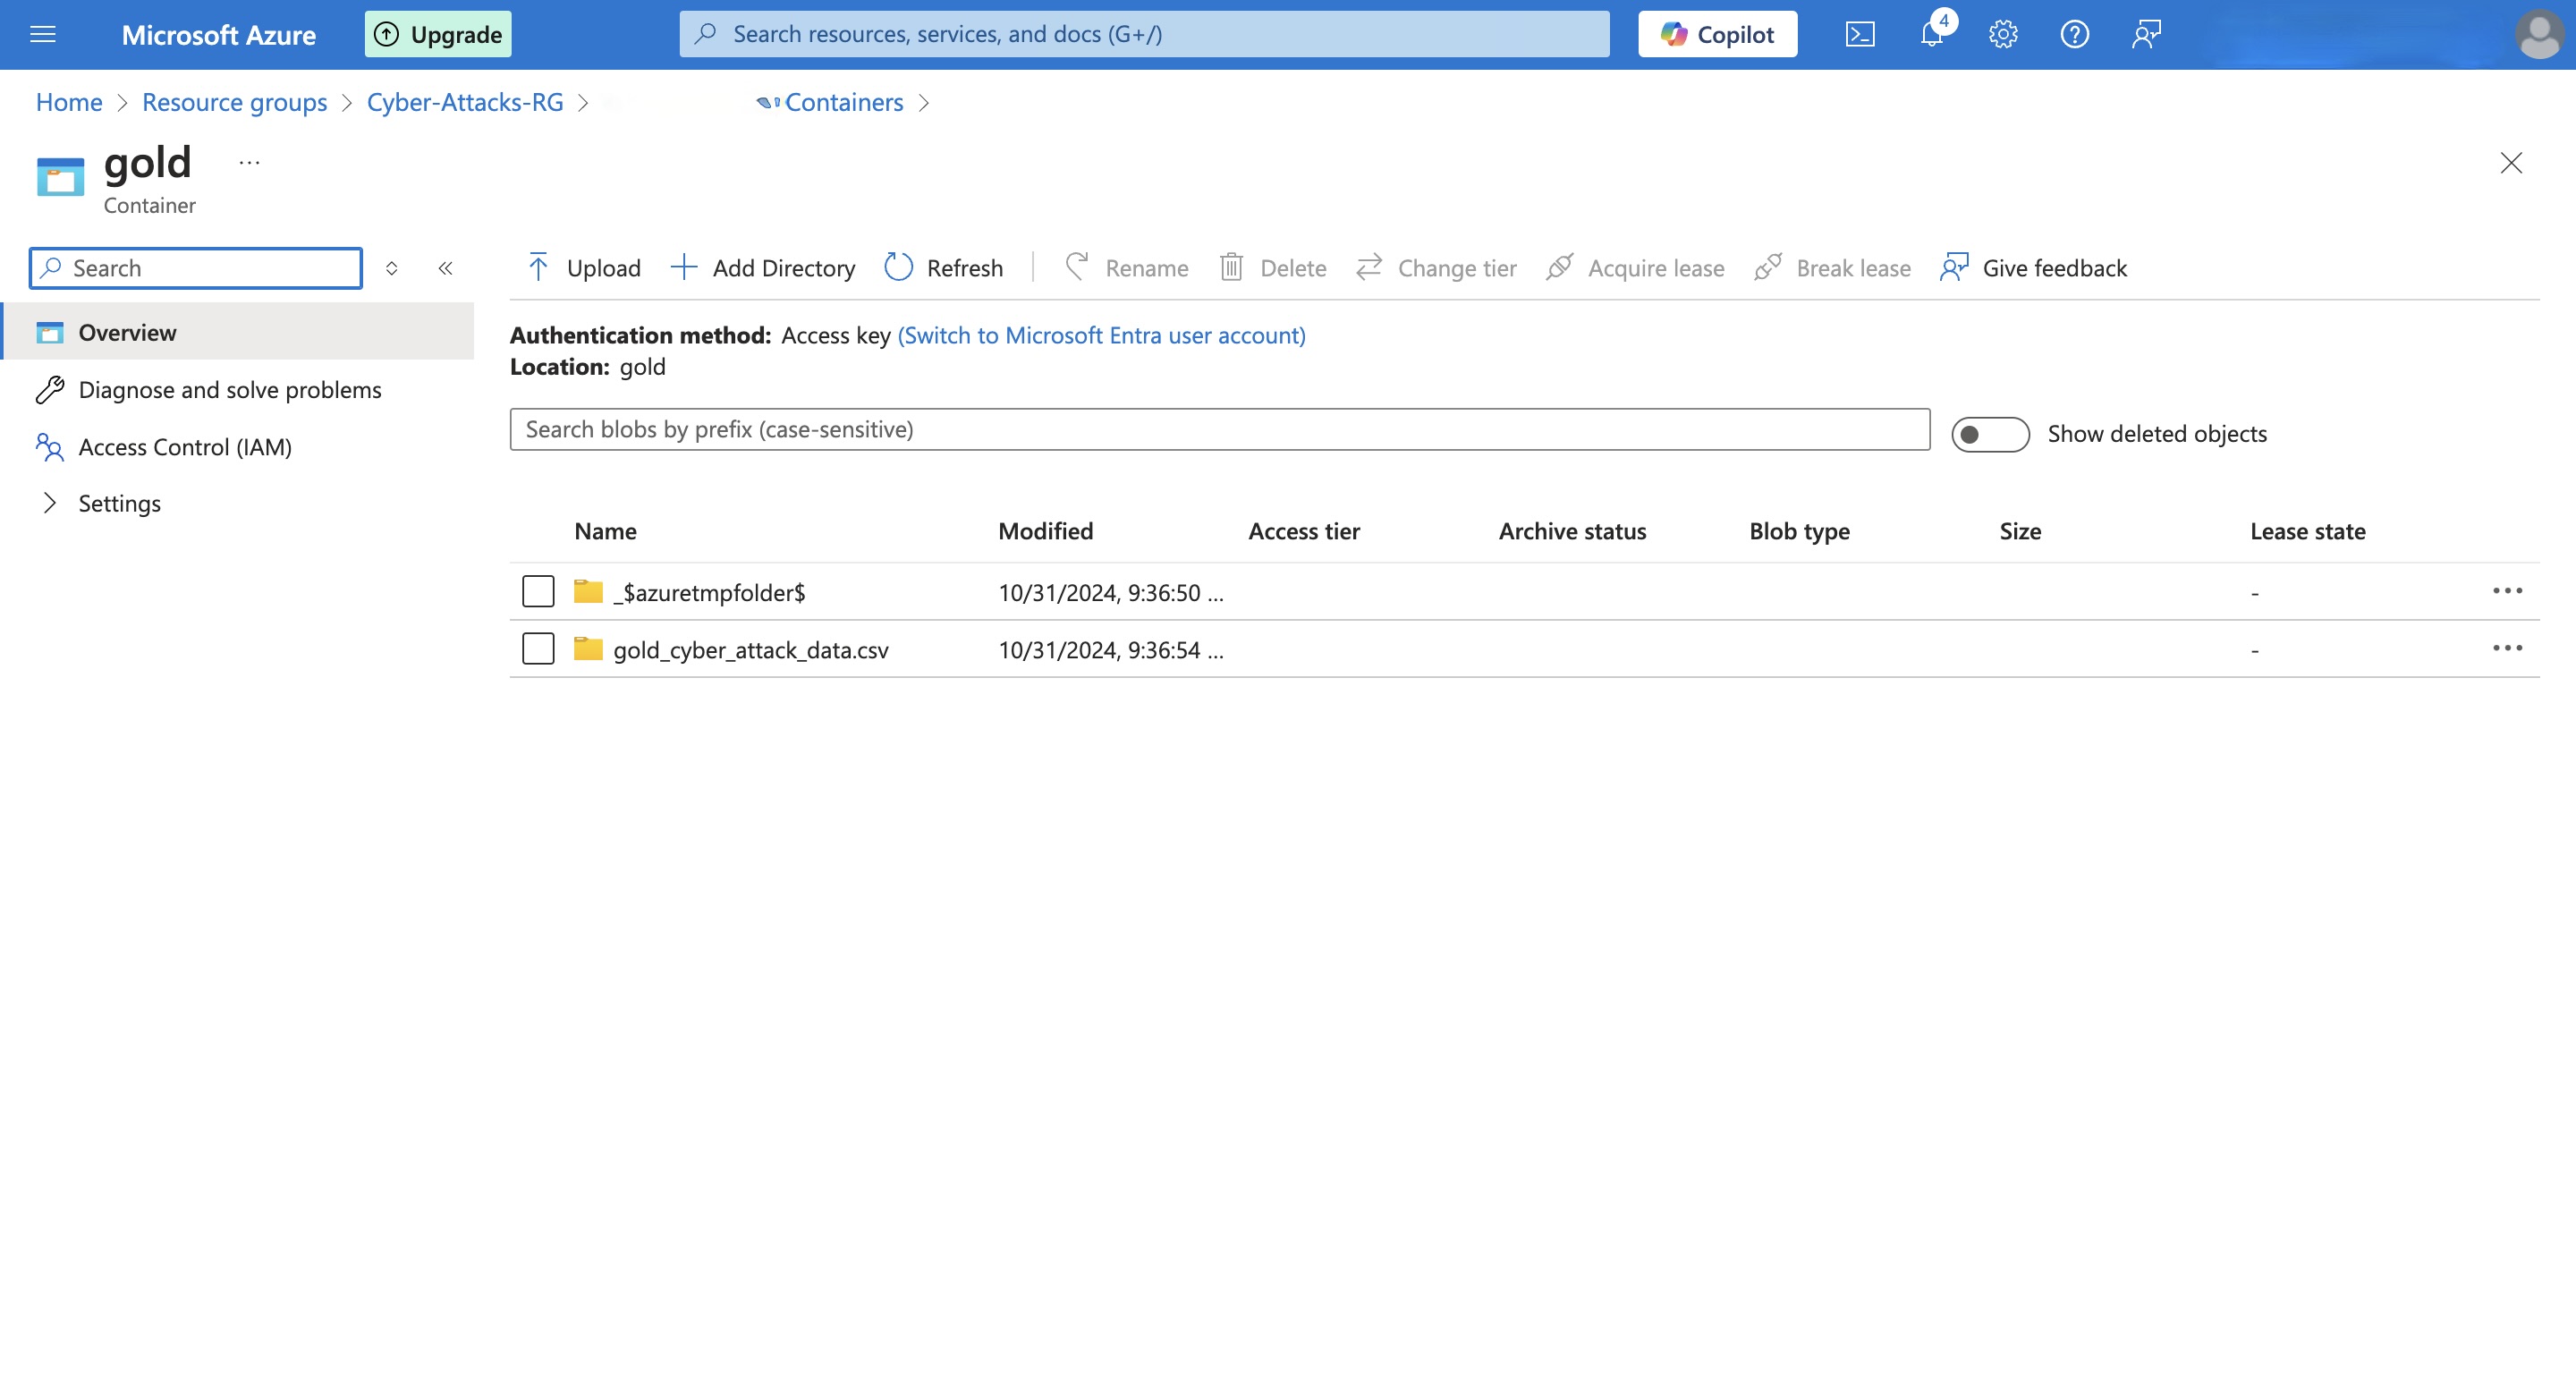 Microsoft Azure
Upgrade
Search resources, services, and docs (G+/)
Copilot
4
Home > Resource groups > Cyber-Attacks-RG >
Containers >
gold
...
Container
Search
Overview
Diagnose and solve problems
Access Control (IAM)
Settings
Upload
Add Directory
Refresh
Rename
Delete
Change tier
Acquire lease
Break lease
Give feedback
Authentication method: Access key (Switch to Microsoft Entra user account)
Location: gold
Search blobs by prefix (case-sensitive)
Show deleted objects
Name Modified Access tier Archive status Blob type Size Lease state
_$azuretmpfolder$ 10/31/2024, 9:36:50 ... -
gold_cyber_attack_data.csv 10/31/2024, 9:36:54 ... -